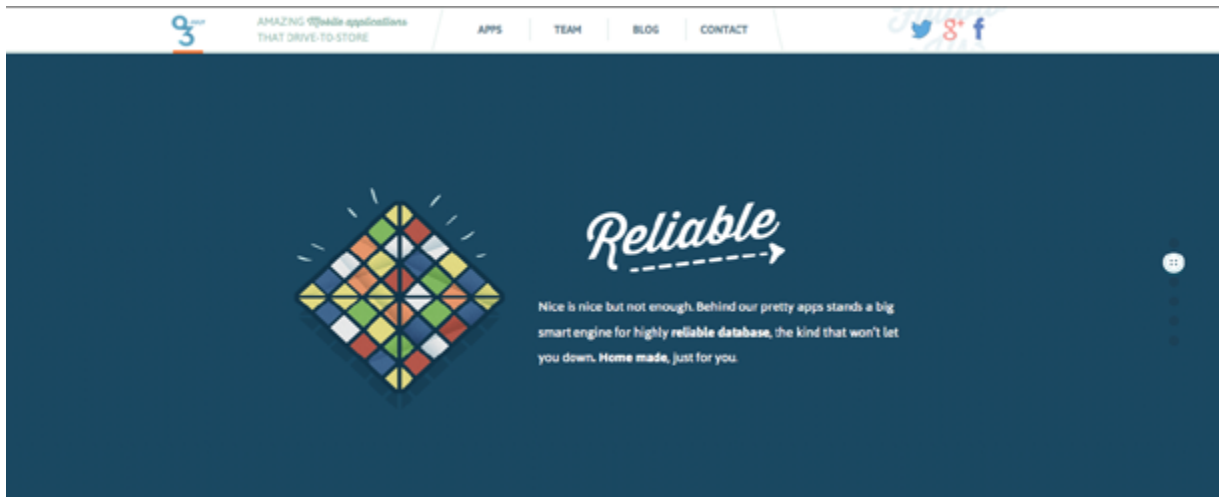 AMAZING Mobile applications
THAT DRIVE-TO-STORE
APPS
TEAM
BLOG
CONTACT
g+
f
Reliable
Nice is nice but not enough. Behind our pretty apps stands a big
smart engine for highly reliable database, the kind that won't let
you down. Home made, just for you.